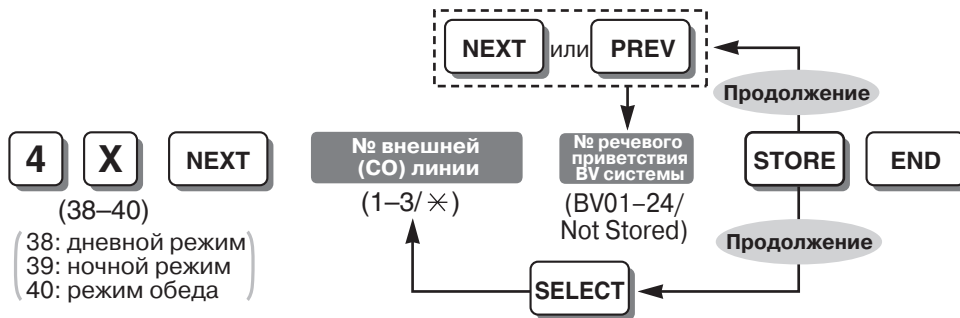 NEXT или PREV
Продолжение
4 X NEXT
(38–40)
38: дневной режим
39: ночной режим
40: режим обеда
№ внешней
(CO) линии
(1–3/✳)
№ речевого
приветствия
BV системы
(BV01–24/
Not Stored)
STORE
END
Продолжение
SELECT